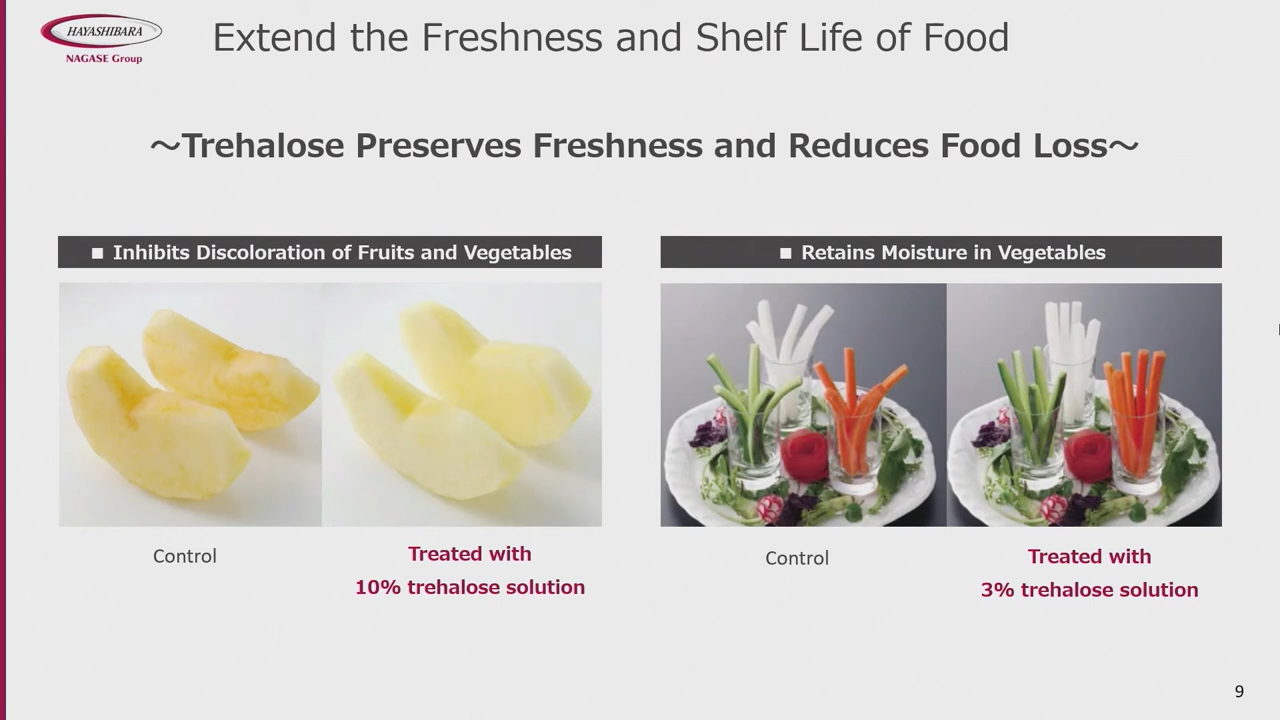 HAYASHIBARA
NAGASE Group
Extend the Freshness and Shelf Life of Food
～Trehalose Preserves Freshness and Reduces Food Loss～
■ Inhibits Discoloration of Fruits and Vegetables
■ Retains Moisture in Vegetables
Control
Treated with
10% trehalose solution
Control
Treated with
3% trehalose solution
9